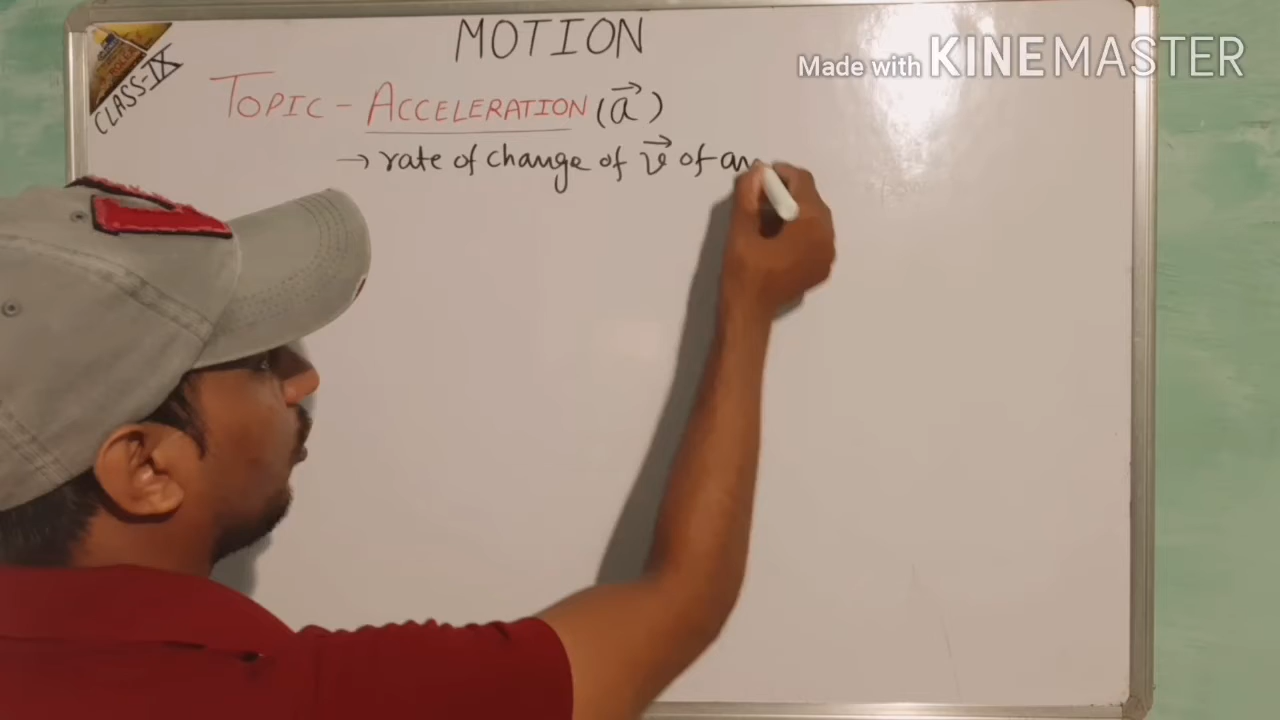 MOTION
Made with KINEMASTER
CLASS-IX
TOPIC - ACCELERATION (a⃗)
→ rate of change of v⃗ of an